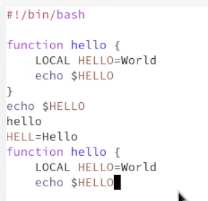 #!/bin/bash
function hello {
LOCAL HELLO=World
echo $HELLO
}
echo $HELLO
hello
HELL=Hello
function hello {
LOCAL HELLO=World
echo $HELLO